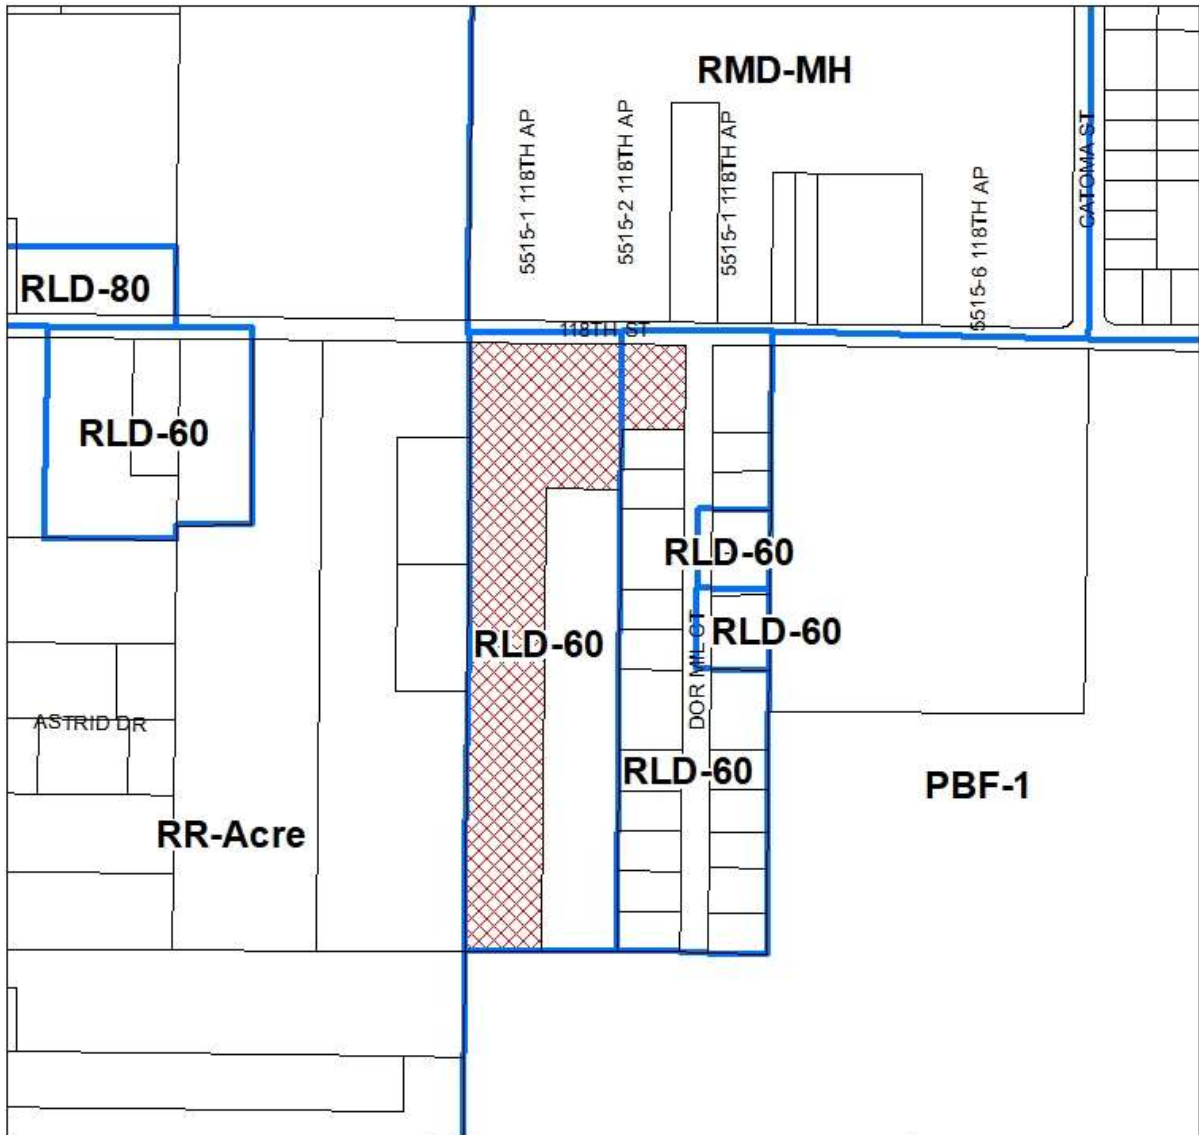 RMD-MH
5515-1 118TH AP
5515-2 118TH AP
5515-1 118TH AP
5515-6 118TH AP
CATOMA ST
RLD-80
118TH ST
RLD-60
RLD-60
RLD-60
RLD-60
DOR MIL CT
ASTRID DR
RLD-60
PBF-1
RR-Acre